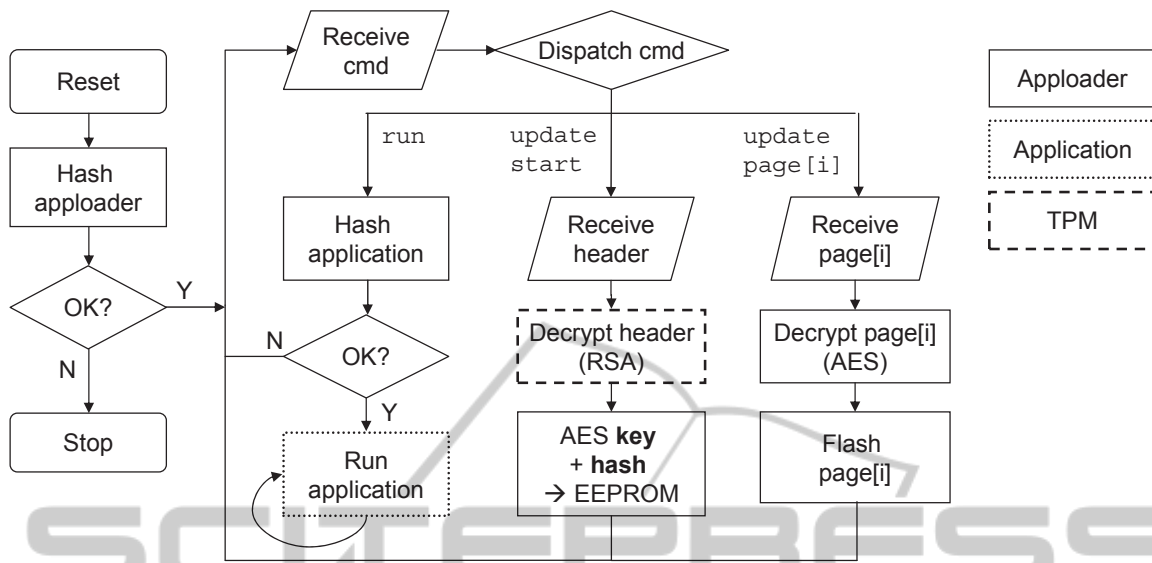 Reset
Hash
apploader
OK?
Y
N
Stop
Receive
cmd
Dispatch cmd
run
update
start
update
page[i]
Hash
application
OK?
N
Y
Run
application
Receive
header
Decrypt header
(RSA)
AES key
+ hash
→ EEPROM
Receive
page[i]
Decrypt page[i]
(AES)
Flash
page[i]
Apploader
Application
TPM
SCITEPRESS